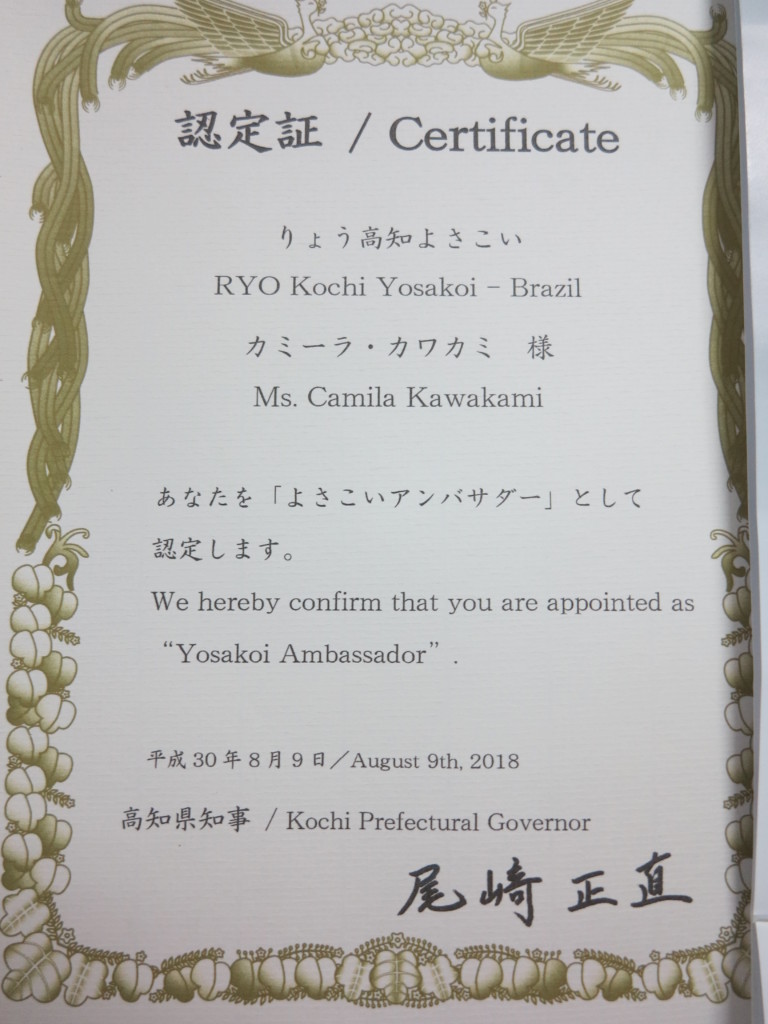 認定証 / Certificate
りょう高知よさこい
RYO Kochi Yosakoi – Brazil
カミーラ・カワカミ　様
Ms. Camila Kawakami
あなたを「よさこいアンバサダー」として
認定します。
We hereby confirm that you are appointed as
“Yosakoi Ambassador”.
平成30年8月9日／August 9th, 2018
高知県知事 / Kochi Prefectural Governor
尾﨑正直